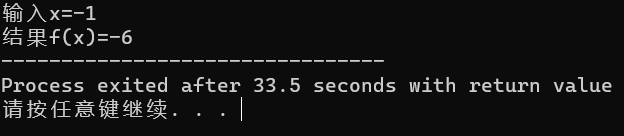 输入x=-1
结果f(x)=-6
--------------------------------
Process exited after 33.5 seconds with return value
请按任意键继续. . .